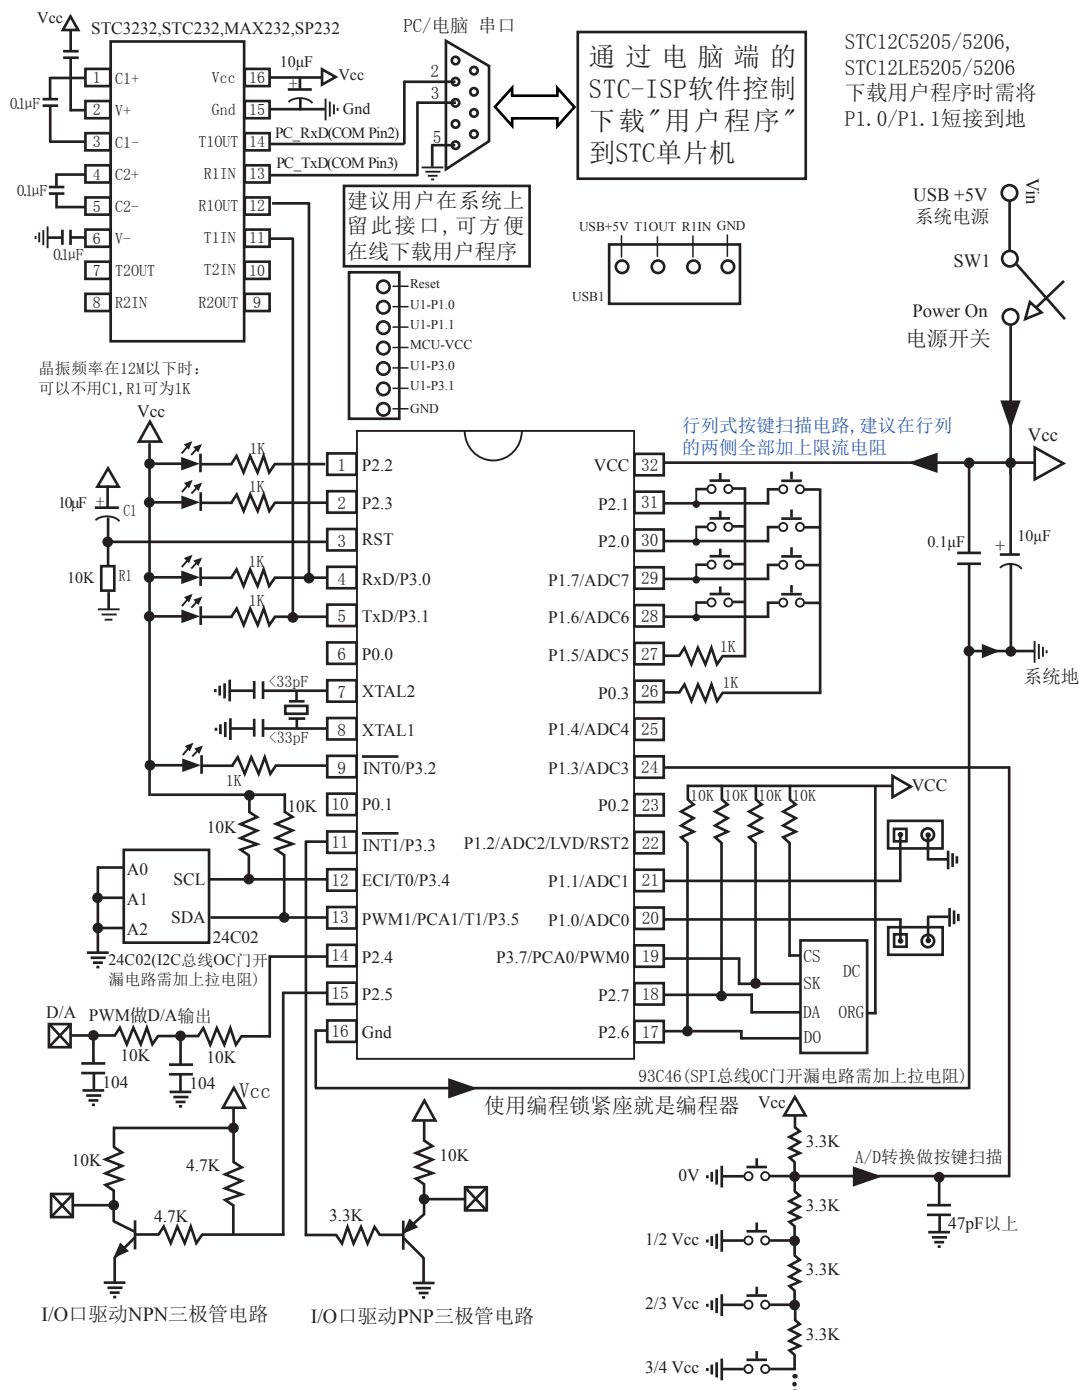 Vcc
STC3232,STC232,MAX232,SP232
PC/电脑 串口
1 C1+
2 V+
3 C1-
4 C2+
5 C2-
6 V-
7 T2OUT
8 R2IN
Vcc 16
Gnd 15
T1OUT 14
R1IN 13
R1OUT 12
T1IN 11
T2IN 10
R2OUT 9
0.1μF
0.1μF
0.1μF
10μF
+
Vcc
Gnd
PC_RxD(COM Pin2)
PC_TxD(COM Pin3)
2
3
5
通过电脑端的
STC-ISP软件控制
下载"用户程序"
到STC单片机
STC12C5205/5206,
STC12LE5205/5206
下载用户程序时需将
P1.0/P1.1短接到地
建议用户在系统上
留此接口,可方便
在线下载用户程序
Reset
U1-P1.0
U1-P1.1
MCU-VCC
U1-P3.0
U1-P3.1
GND
USB+5V T1OUT R1IN GND
USB1
USB +5V
系统电源
Vin
SW1
Power On
电源开关
晶振频率在12M以下时:
可以不用C1,R1可为1K
Vcc
行列式按键扫描电路,建议在行列
的两侧全部加上限流电阻
Vcc
1K
1K
10μF
+
C1
10K
R1
1K
1K
<33pF
<33pF
1K
10K
10K
1 P2.2
2 P2.3
3 RST
4 RxD/P3.0
5 TxD/P3.1
6 P0.0
7 XTAL2
8 XTAL1
9 INT0/P3.2
10 P0.1
11 INT1/P3.3
12 ECI/T0/P3.4
13 PWM1/PCA1/T1/P3.5
14 P2.4
15 P2.5
16 Gnd
VCC 32
P2.1 31
P2.0 30
P1.7/ADC7 29
P1.6/ADC6 28
P1.5/ADC5 27
P0.3 26
P1.4/ADC4 25
P1.3/ADC3 24
P0.2 23
P1.2/ADC2/LVD/RST2 22
P1.1/ADC1 21
P1.0/ADC0 20
P3.7/PCA0/PWM0 19
P2.7 18
P2.6 17
1K
1K
0.1μF
+
10μF
系统地
10K 10K 10K 10K
VCC
A0
A1
A2
SCL
SDA
24C02
24C02(I2C总线OC门开
漏电路需加上拉电阻)
CS
SK
DA
DO
DC
ORG
93C46(SPI总线OC门开漏电路需加上拉电阻)
D/A
PWM做D/A输出
10K
10K
104
104
使用编程锁紧座就是编程器
Vcc
10K
4.7K
4.7K
I/O口驱动NPN三极管电路
10K
3.3K
I/O口驱动PNP三极管电路
Vcc
3.3K
A/D转换做按键扫描
0V
3.3K
47pF以上
1/2 Vcc
3.3K
2/3 Vcc
3.3K
3/4 Vcc